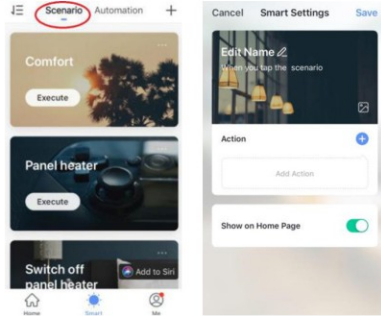 Scenario Automation +
Comfort
Execute
Panel heater
Execute
Switch off
panel heater
Add to Siri
Home Smart Me
Cancel Smart Settings Save
Edit Name
When you tap the scenario
Action
Add Action
Show on Home Page